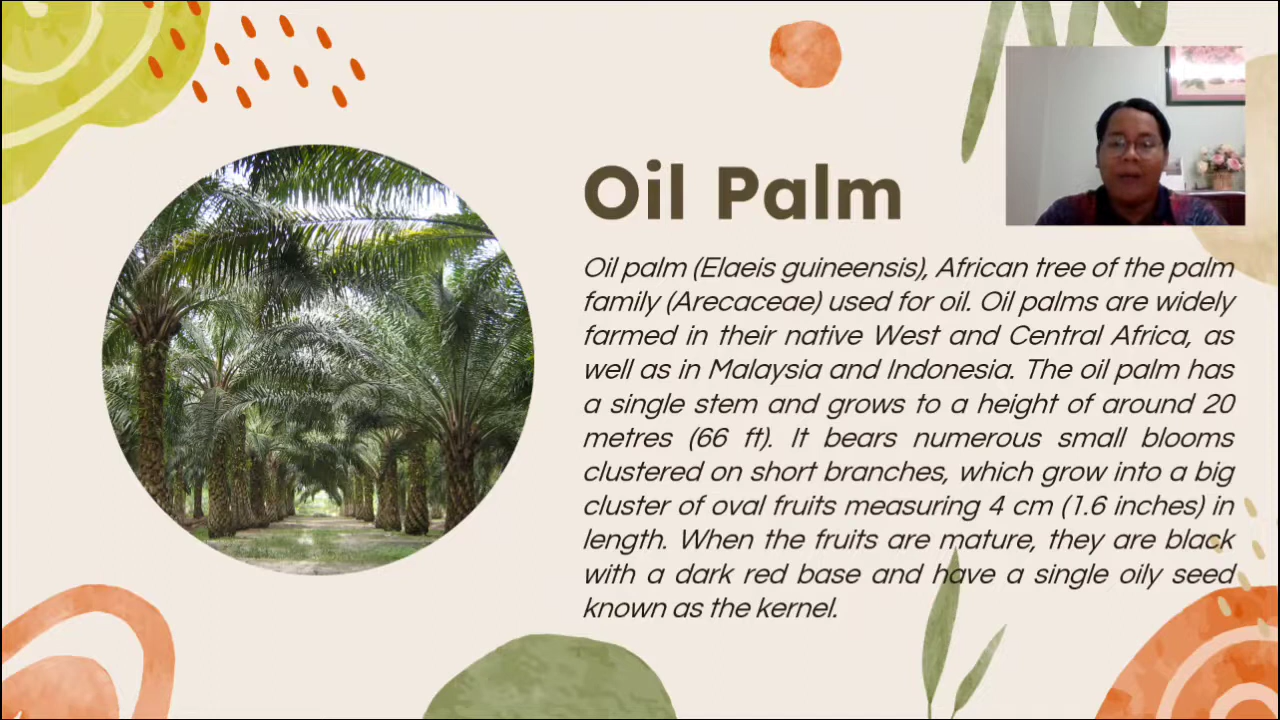 Oil Palm
Oil palm (Elaeis guineensis), African tree of the palm
family (Arecaceae) used for oil. Oil palms are widely
farmed in their native West and Central Africa, as
well as in Malaysia and Indonesia. The oil palm has
a single stem and grows to a height of around 20
metres (66 ft). It bears numerous small blooms
clustered on short branches, which grow into a big
cluster of oval fruits measuring 4 cm (1.6 inches) in
length. When the fruits are mature, they are black
with a dark red base and have a single oily seed
known as the kernel.